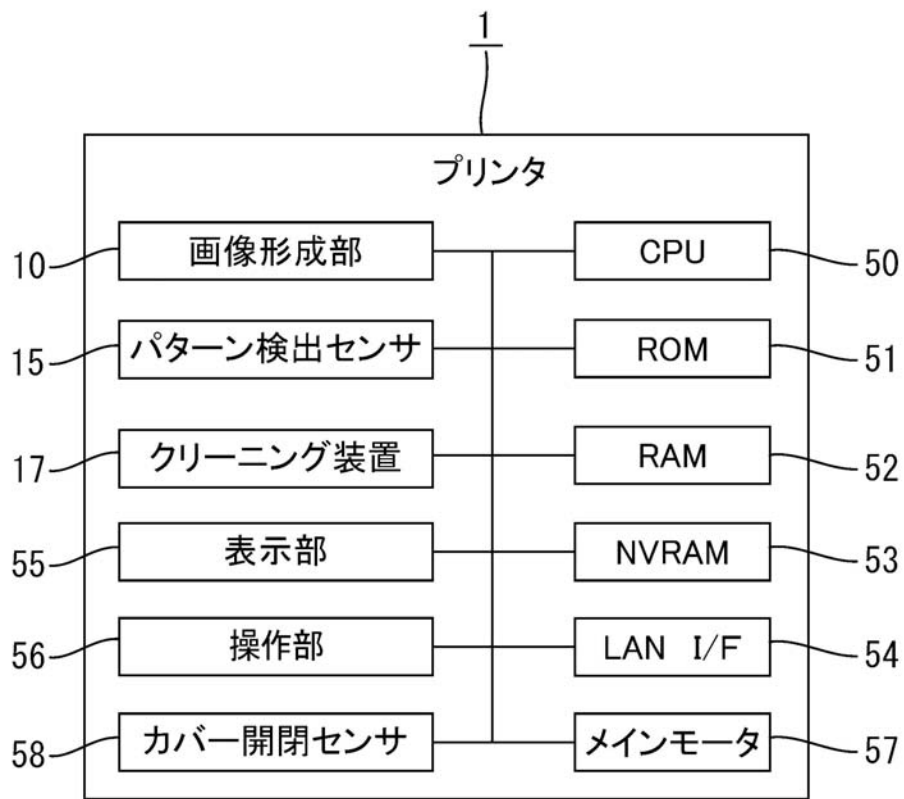 1
プリンタ
10 画像形成部 CPU 50
15 パターン検出センサ ROM 51
17 クリーニング装置 RAM 52
55 表示部 NVRAM 53
56 操作部 LAN I/F 54
58 カバー開閉センサ メインモータ 57